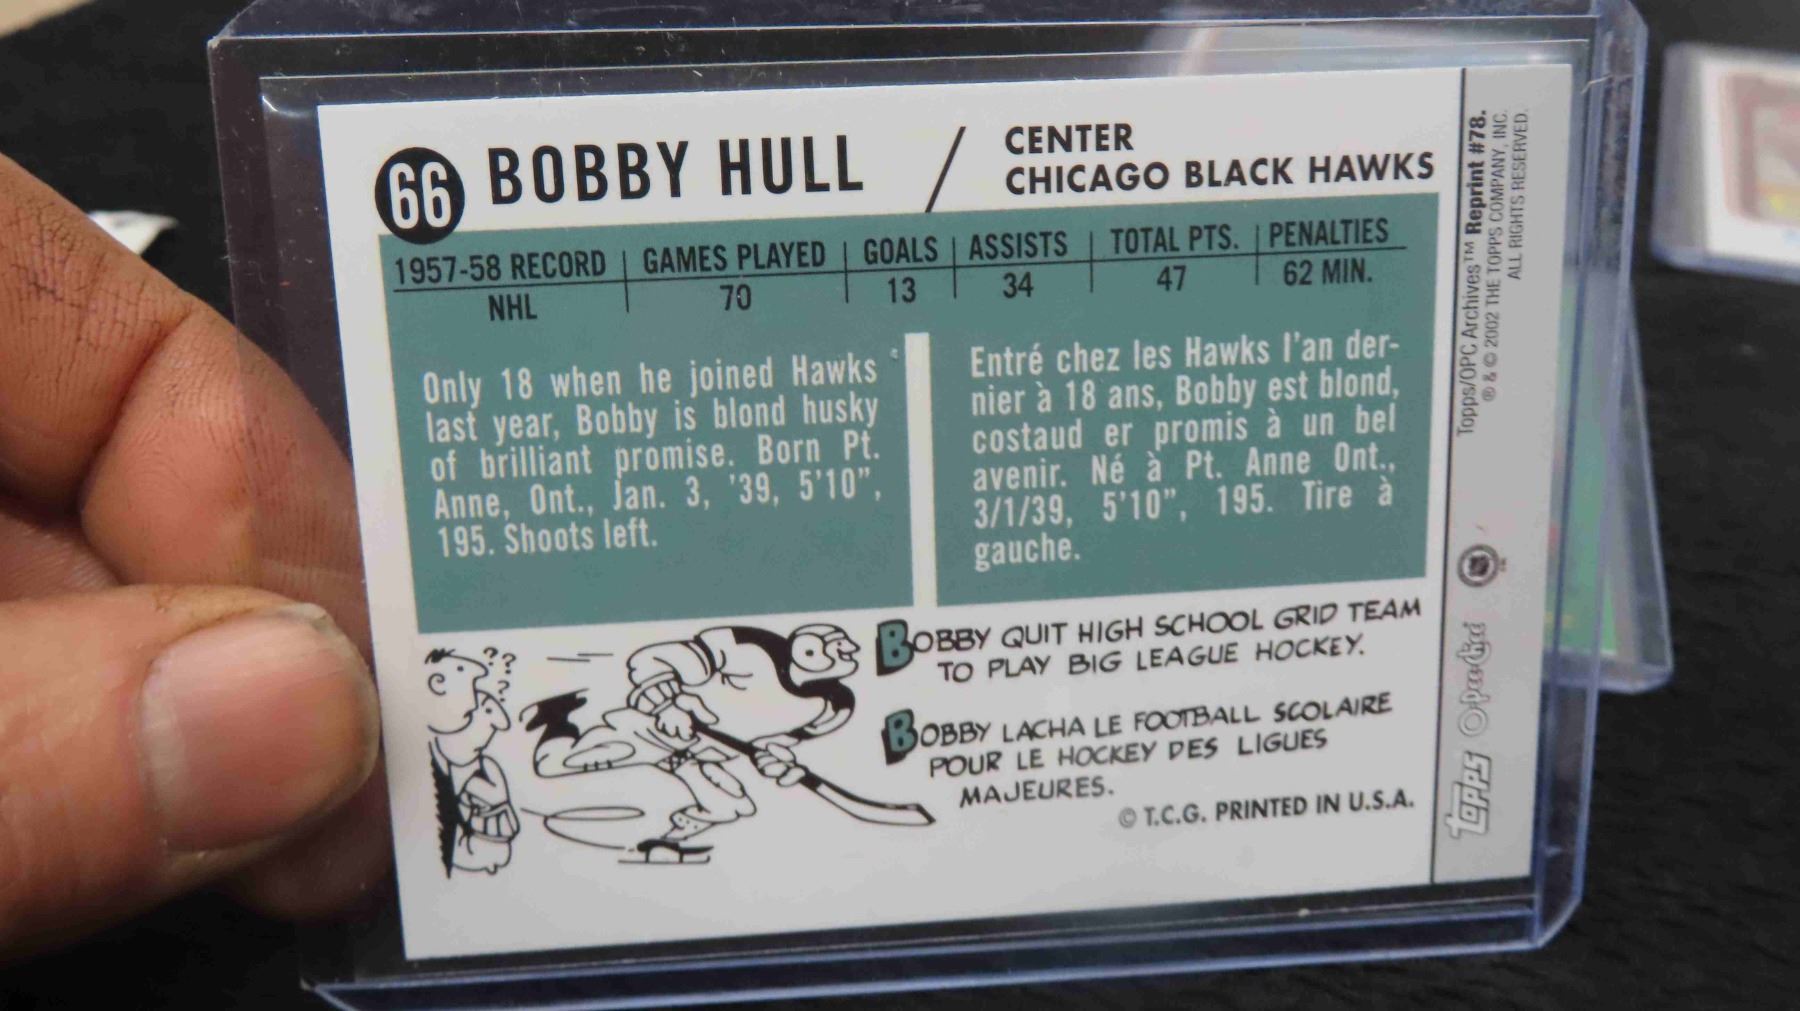 66 BOBBY HULL / CENTER
CHICAGO BLACK HAWKS
1957-58 RECORD GAMES PLAYED GOALS ASSISTS TOTAL PTS. PENALTIES
NHL 70 13 34 47 62 MIN.
Only 18 when he joined Hawks
last year, Bobby is blond husky
of brilliant promise. Born Pt.
Anne, Ont., Jan. 3, '39, 5'10",
195. Shoots left.
Entré chez les Hawks l'an der-
nier à 18 ans, Bobby est blond,
costaud er promis à un bel
avenir. Né à Pt. Anne Ont.,
3/1/39, 5'10", 195. Tire à
gauche.
??
?
BOBBY QUIT HIGH SCHOOL GRID TEAM
TO PLAY BIG LEAGUE HOCKEY.
BOBBY LACHA LE FOOTBALL SCOLAIRE
POUR LE HOCKEY DES LIGUES
MAJEURES.
© T.C.G. PRINTED IN U.S.A.
Topps/OPC Archives™ Reprint #78.
® & © 2002 THE TOPPS COMPANY, INC.
ALL RIGHTS RESERVED.
Topps O-Pee-Chee